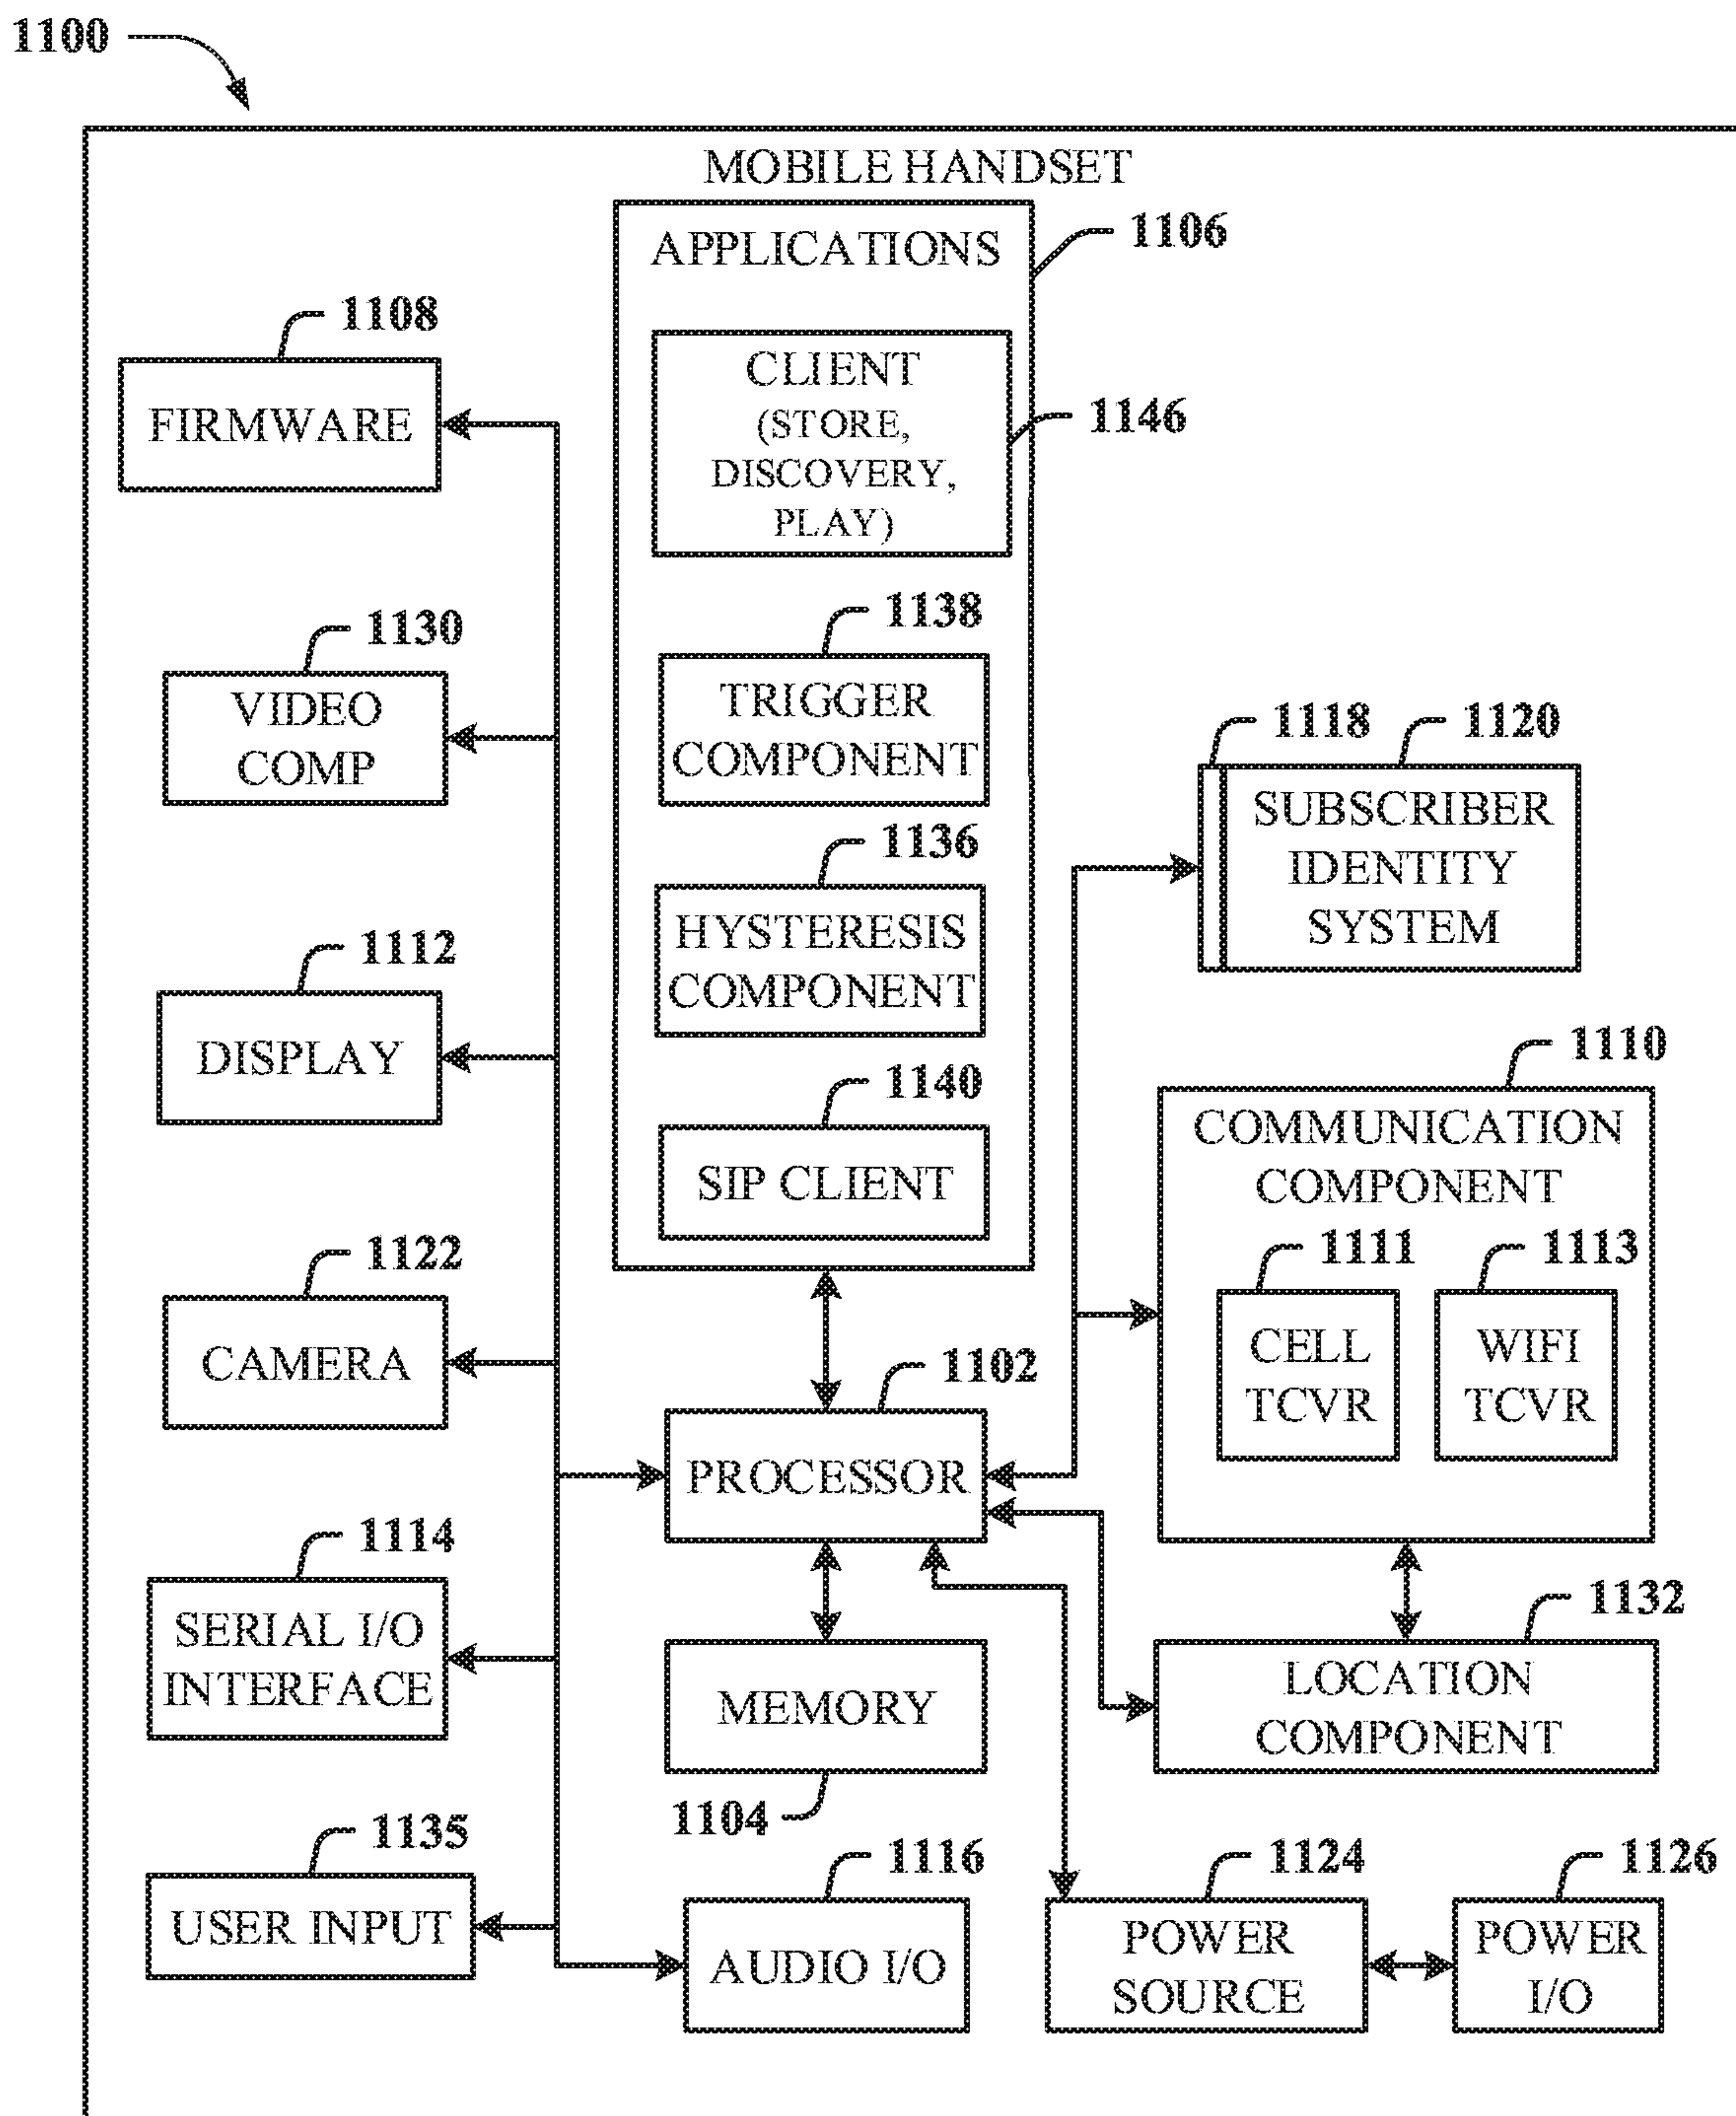 1100
MOBILE HANDSET
APPLICATIONS
1106
CLIENT
(STORE,
DISCOVERY,
PLAY)
1146
1138
TRIGGER
COMPONENT
1136
HYSTERESIS
COMPONENT
1140
SIP CLIENT
1108
FIRMWARE
1130
VIDEO
COMP
1112
DISPLAY
1122
CAMERA
1114
SERIAL I/O
INTERFACE
1135
USER INPUT
1102
PROCESSOR
MEMORY
1104
1116
AUDIO I/O
1118
1120
SUBSCRIBER
IDENTITY
SYSTEM
1110
COMMUNICATION
COMPONENT
1111
CELL
TCVR
1113
WIFI
TCVR
1132
LOCATION
COMPONENT
1124
POWER
SOURCE
1126
POWER
I/O